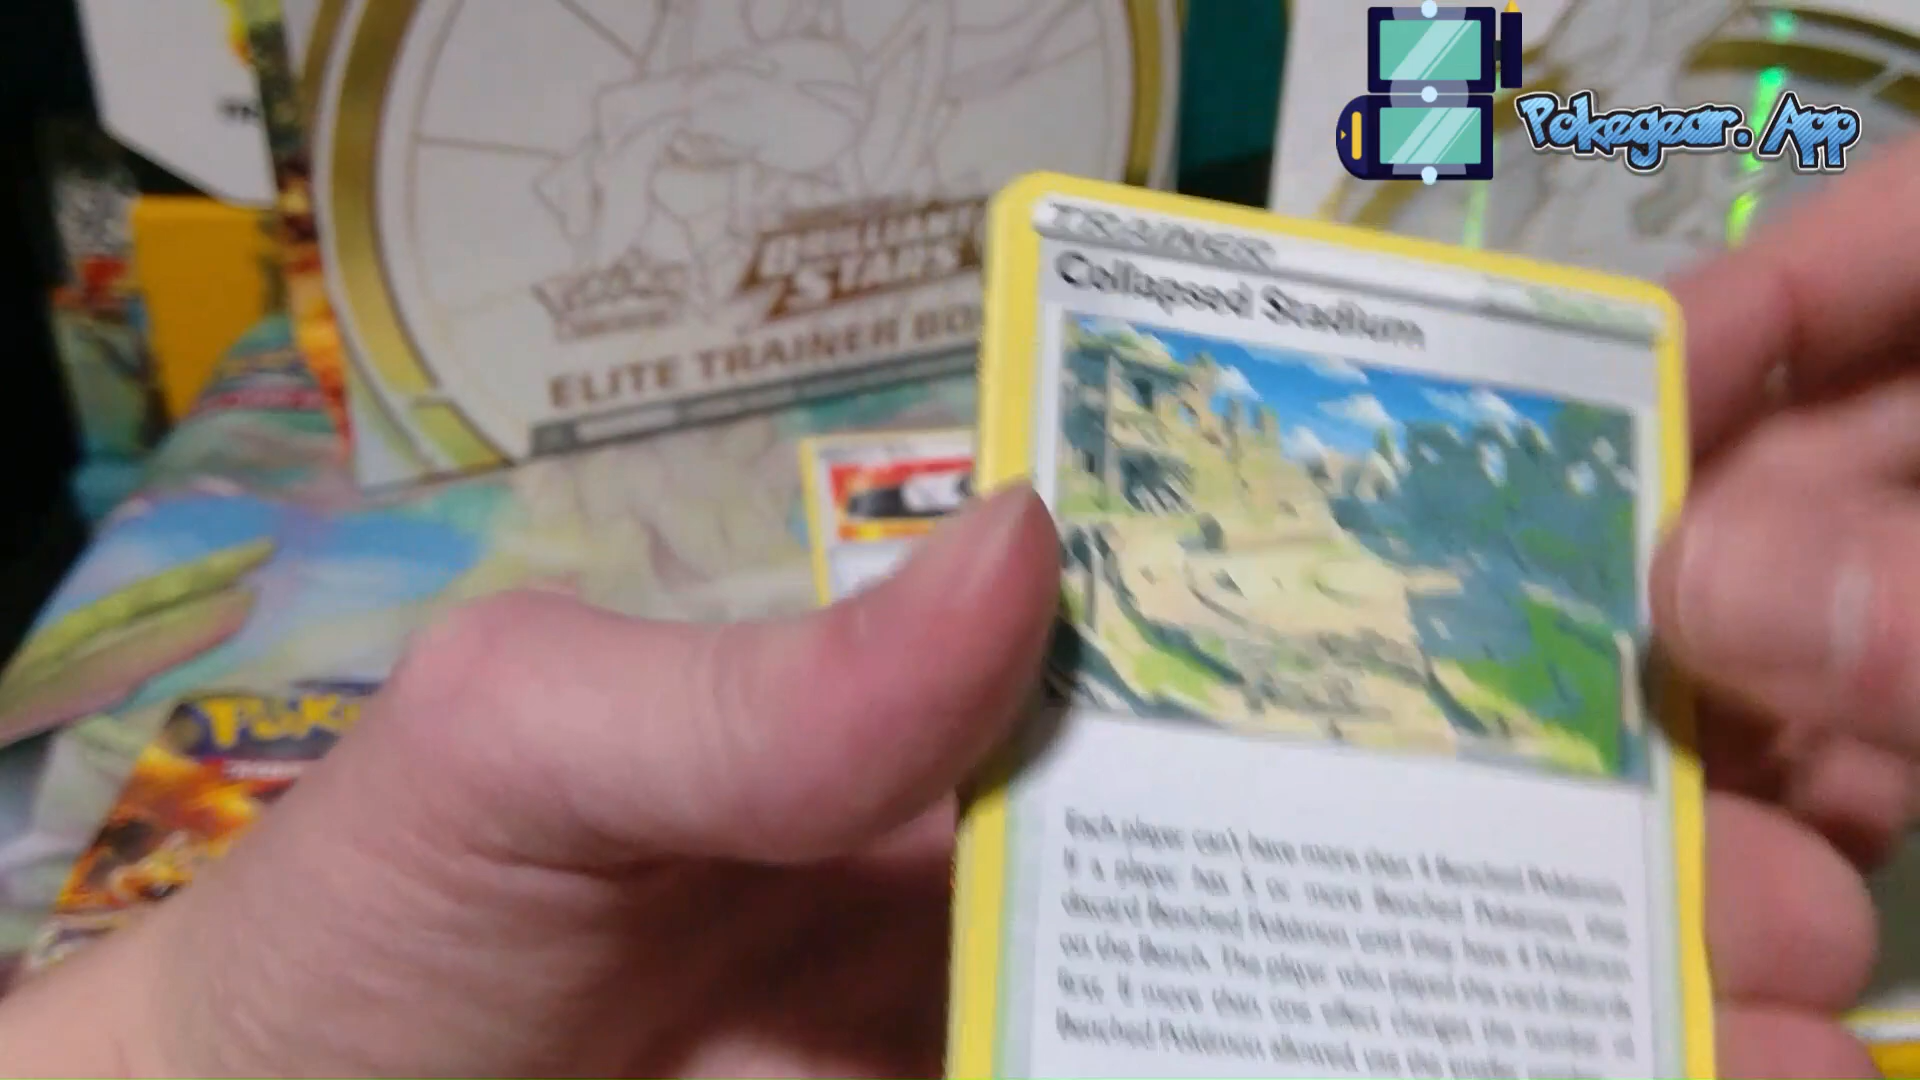 Pokegear.App
BRILLIANT
STARS
ELITE TRAINER BO
TRAINER
Collapsed Stadium
POKé
Each player can't have more than 4 Benched Pokémon.
If a player has 5 or more Benched Pokémon, they
discard Benched Pokémon until they have 4 Pokémon
on the Bench. The player who played this card discards
first. If more than one effect changes the number of
Benched Pokémon allowed, use the smaller